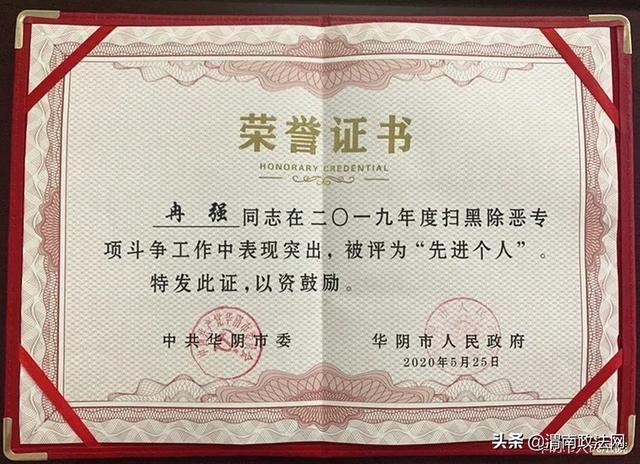 荣誉证书
HONORARY CREDENTIAL
冉强同志在二〇一九年度扫黑除恶专
项斗争工作中表现突出，被评为“先进个人”。
特发此证，以资鼓励。
中共华阴市委
华阴市人民政府
2020年5月25日
头条@渭南政法网